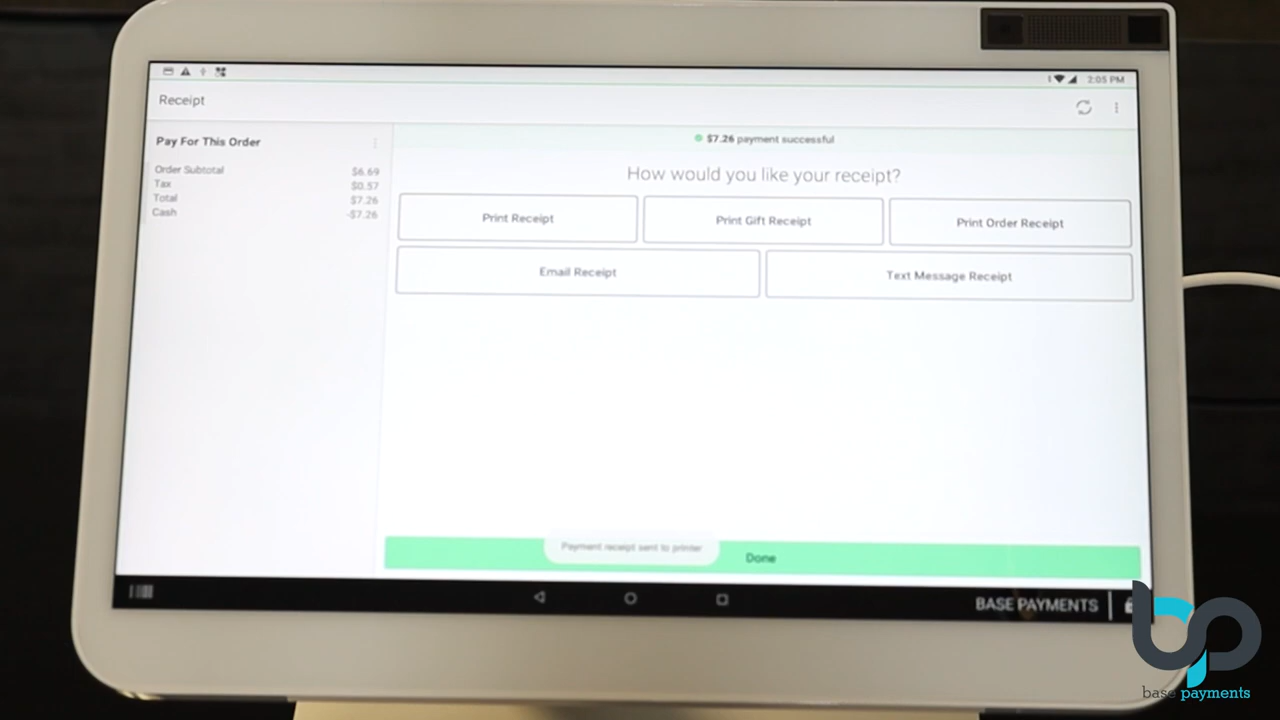 2:05 PM
Receipt
Pay For This Order
Order Subtotal $6.69
Tax $0.57
Total $7.26
Cash -$7.26
$7.26 payment successful
How would you like your receipt?
Print Receipt Print Gift Receipt Print Order Receipt
Email Receipt Text Message Receipt
Payment receipt sent to printer
Done
BASE PAYMENTS
bp
base payments